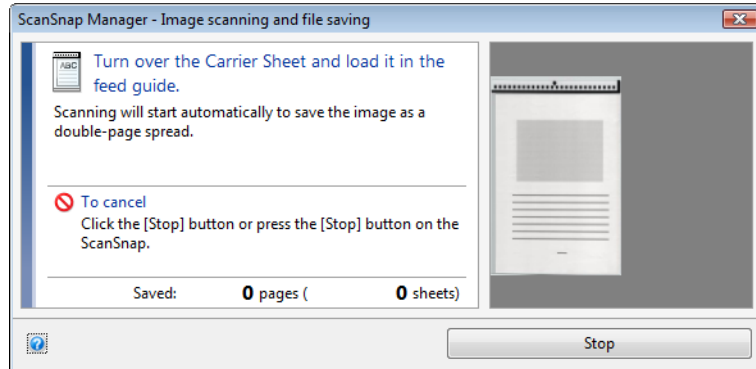 ScanSnap Manager - Image scanning and file saving
ABC
Turn over the Carrier Sheet and load it in the
feed guide.
Scanning will start automatically to save the image as a
double-page spread.
To cancel
Click the [Stop] button or press the [Stop] button on the
ScanSnap.
Saved: 0 pages ( 0 sheets)
?
Stop